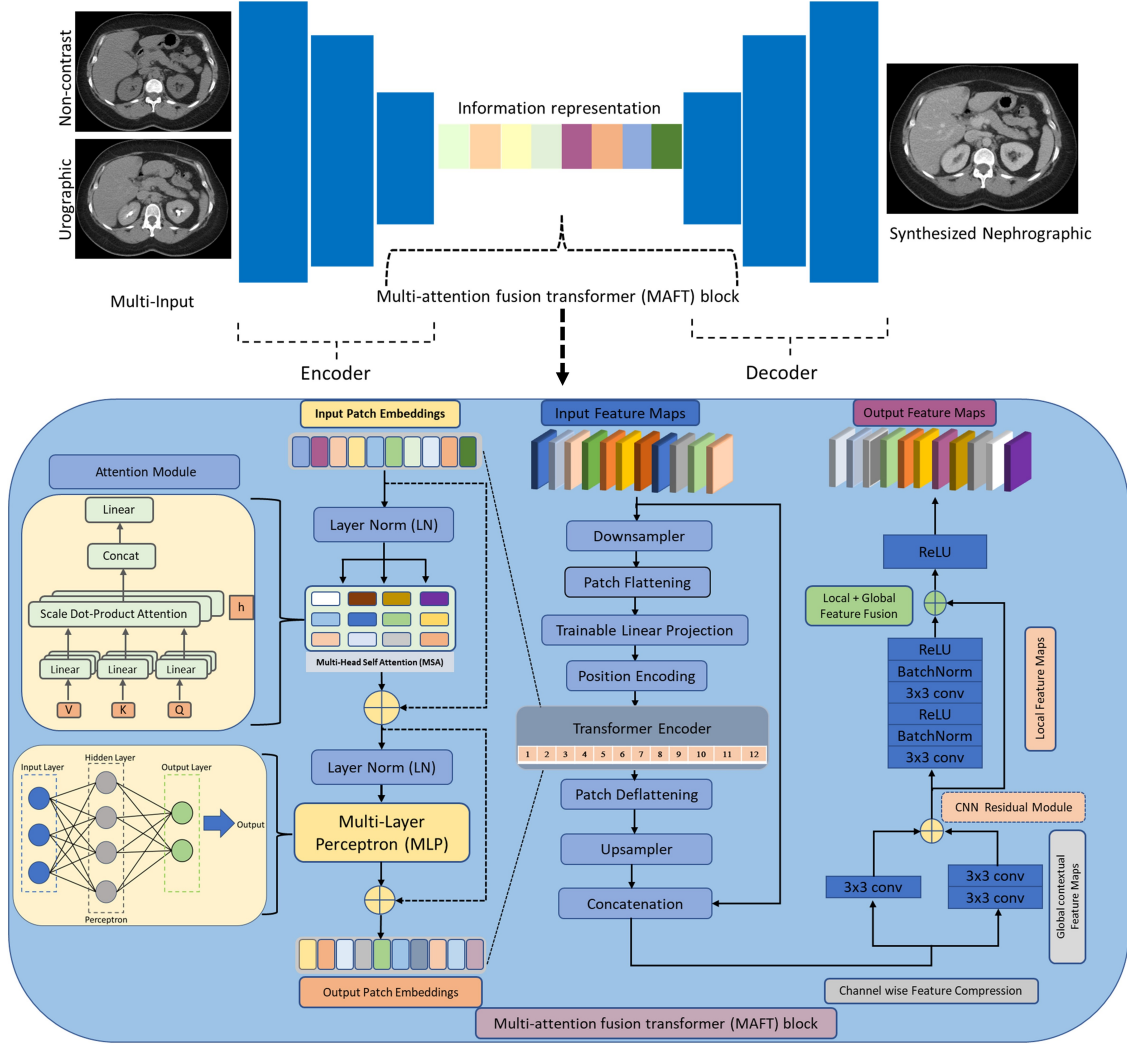 Non-contrast
Urographic
Multi-Input
Information representation
Synthesized Nephrographic
Multi-attention fusion transformer (MAFT) block
Encoder
Decoder
Input Patch Embeddings
Input Feature Maps
Output Feature Maps
Attention Module
Linear
Concat
Scale Dot-Product Attention
h
Linear
Linear
Linear
V
K
Q
Input Layer
Hidden Layer
Output Layer
Output
Perceptron
Layer Norm (LN)
Multi-Head Self Attention (MSA)
Layer Norm (LN)
Multi-Layer
Perceptron (MLP)
Output Patch Embeddings
Downsampler
Patch Flattening
Trainable Linear Projection
Position Encoding
Transformer Encoder
1 2 3 4 5 6 7 8 9 10 11 12
Patch Deflattening
Upsampler
Concatenation
ReLU
Local + Global
Feature Fusion
ReLU
BatchNorm
3x3 conv
ReLU
BatchNorm
3x3 conv
Local Feature Maps
CNN Residual Module
3x3 conv
3x3 conv
3x3 conv
Global contextual
Feature Maps
Channel wise Feature Compression
Multi-attention fusion transformer (MAFT) block